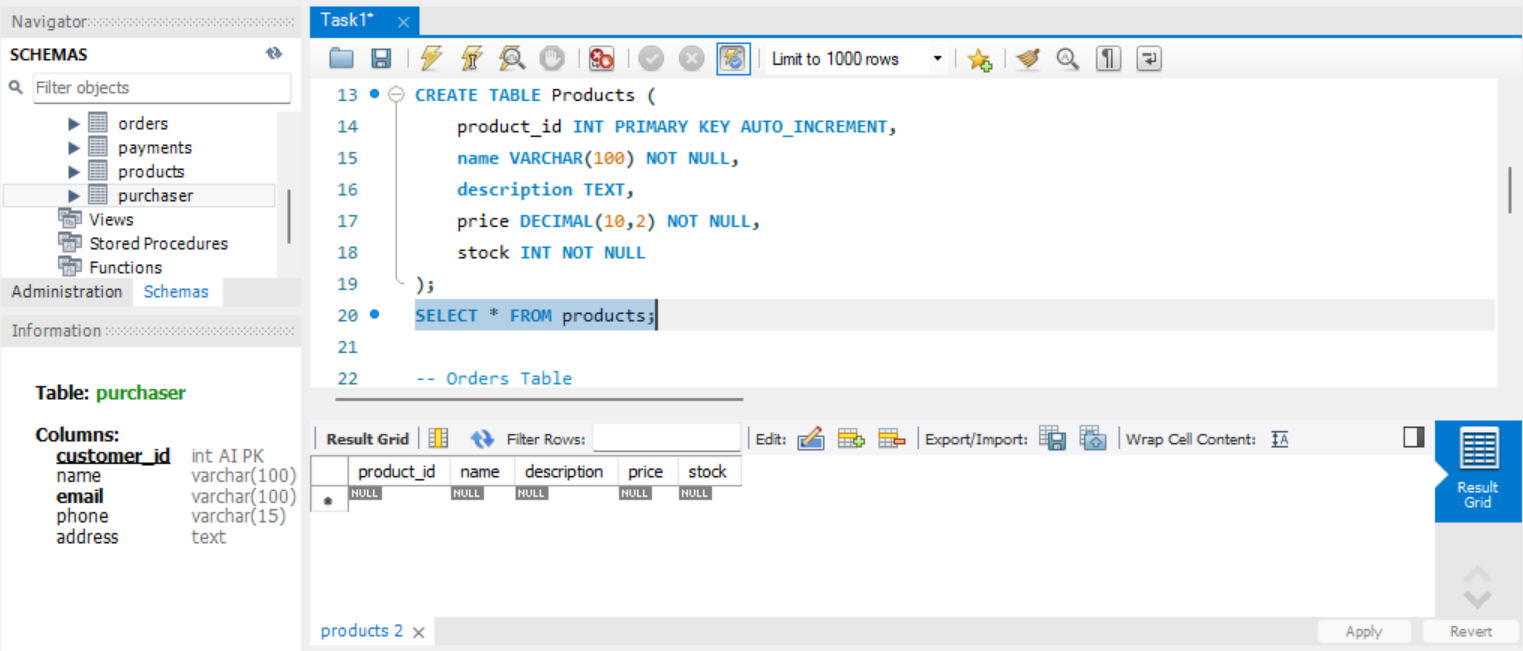 Navigator
SCHEMAS
Filter objects
orders
payments
products
purchaser
Views
Stored Procedures
Functions
Administration Schemas
Information
Table: purchaser
Columns:
customer_id int AI PK
name varchar(100)
email varchar(100)
phone varchar(15)
address text
Task1*
Limit to 1000 rows
13 CREATE TABLE Products (
14 product_id INT PRIMARY KEY AUTO_INCREMENT,
15 name VARCHAR(100) NOT NULL,
16 description TEXT,
17 price DECIMAL(10,2) NOT NULL,
18 stock INT NOT NULL
19 );
20 SELECT * FROM products;
21
22 -- Orders Table
Result Grid Filter Rows: Edit: Export/Import: Wrap Cell Content: IA
product_id name description price stock
* NULL NULL NULL NULL NULL
Result
Grid
products 2
Apply Revert